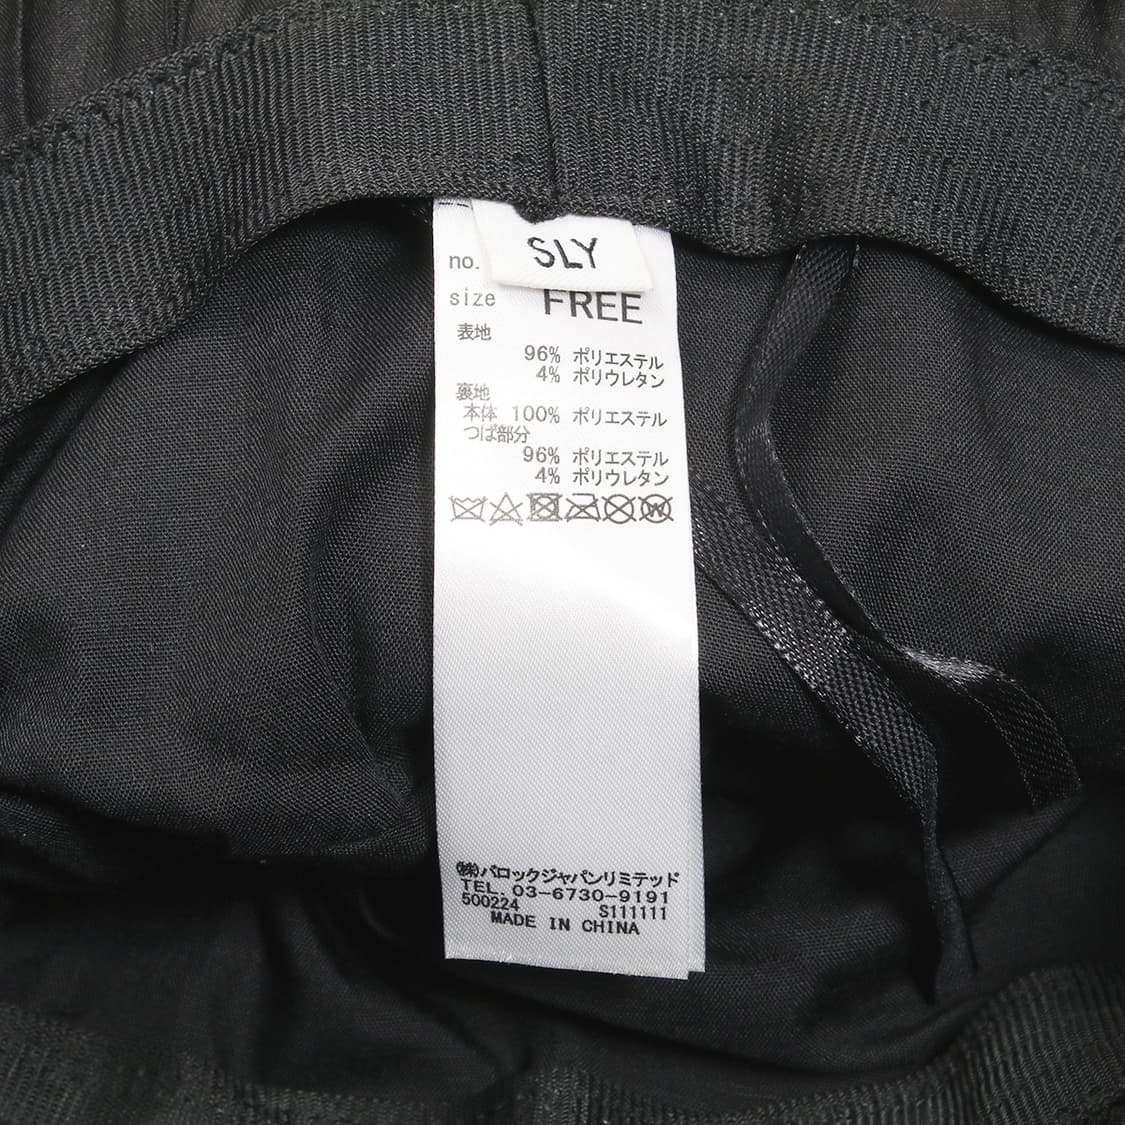 SLY
no.
size FREE
表地
96% ポリエステル
4% ポリウレタン
裏地
本体 100% ポリエステル
つば部分
96% ポリエステル
4% ポリウレタン
W
㈱バロックジャパンリミテッド
TEL. 03-6730-9191
500224 S111111
MADE IN CHINA